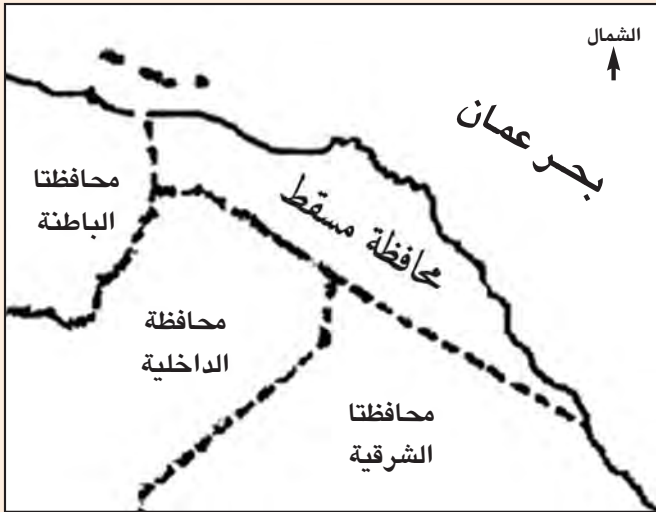 الشمال
بحر عمان
محافظتا
الباطنة
محافظة مسقط
محافظة
الداخلية
محافظتا
الشرقية